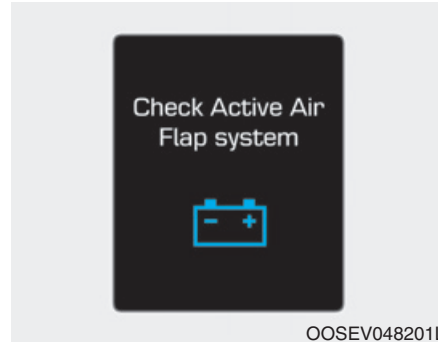 Check Active Air
Flap system
- +
OOSEV048201L